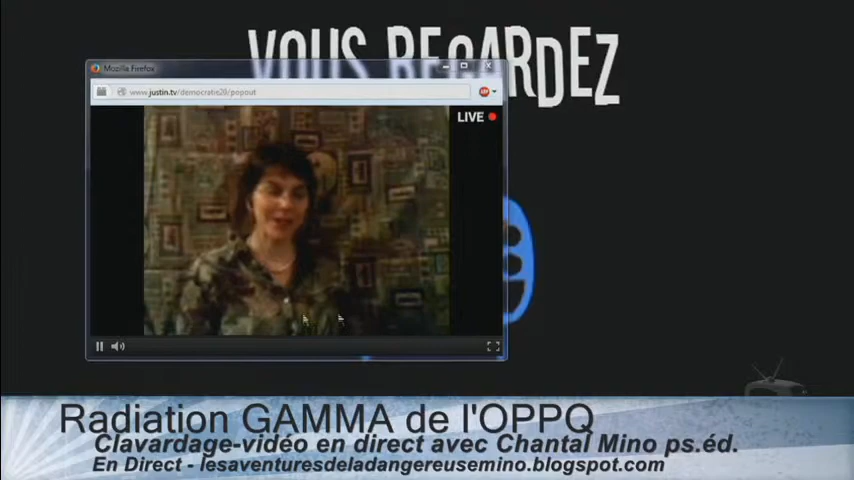 VOUS REGARDEZ
Mozilla Firefox
www.justin.tv/democratie20/popout
LIVE
Radiation GAMMA de l'OPPQ
Clavardage-vidéo en direct avec Chantal Mino ps.éd.
En Direct - lesaventuresdeladangereusemino.blogspot.com